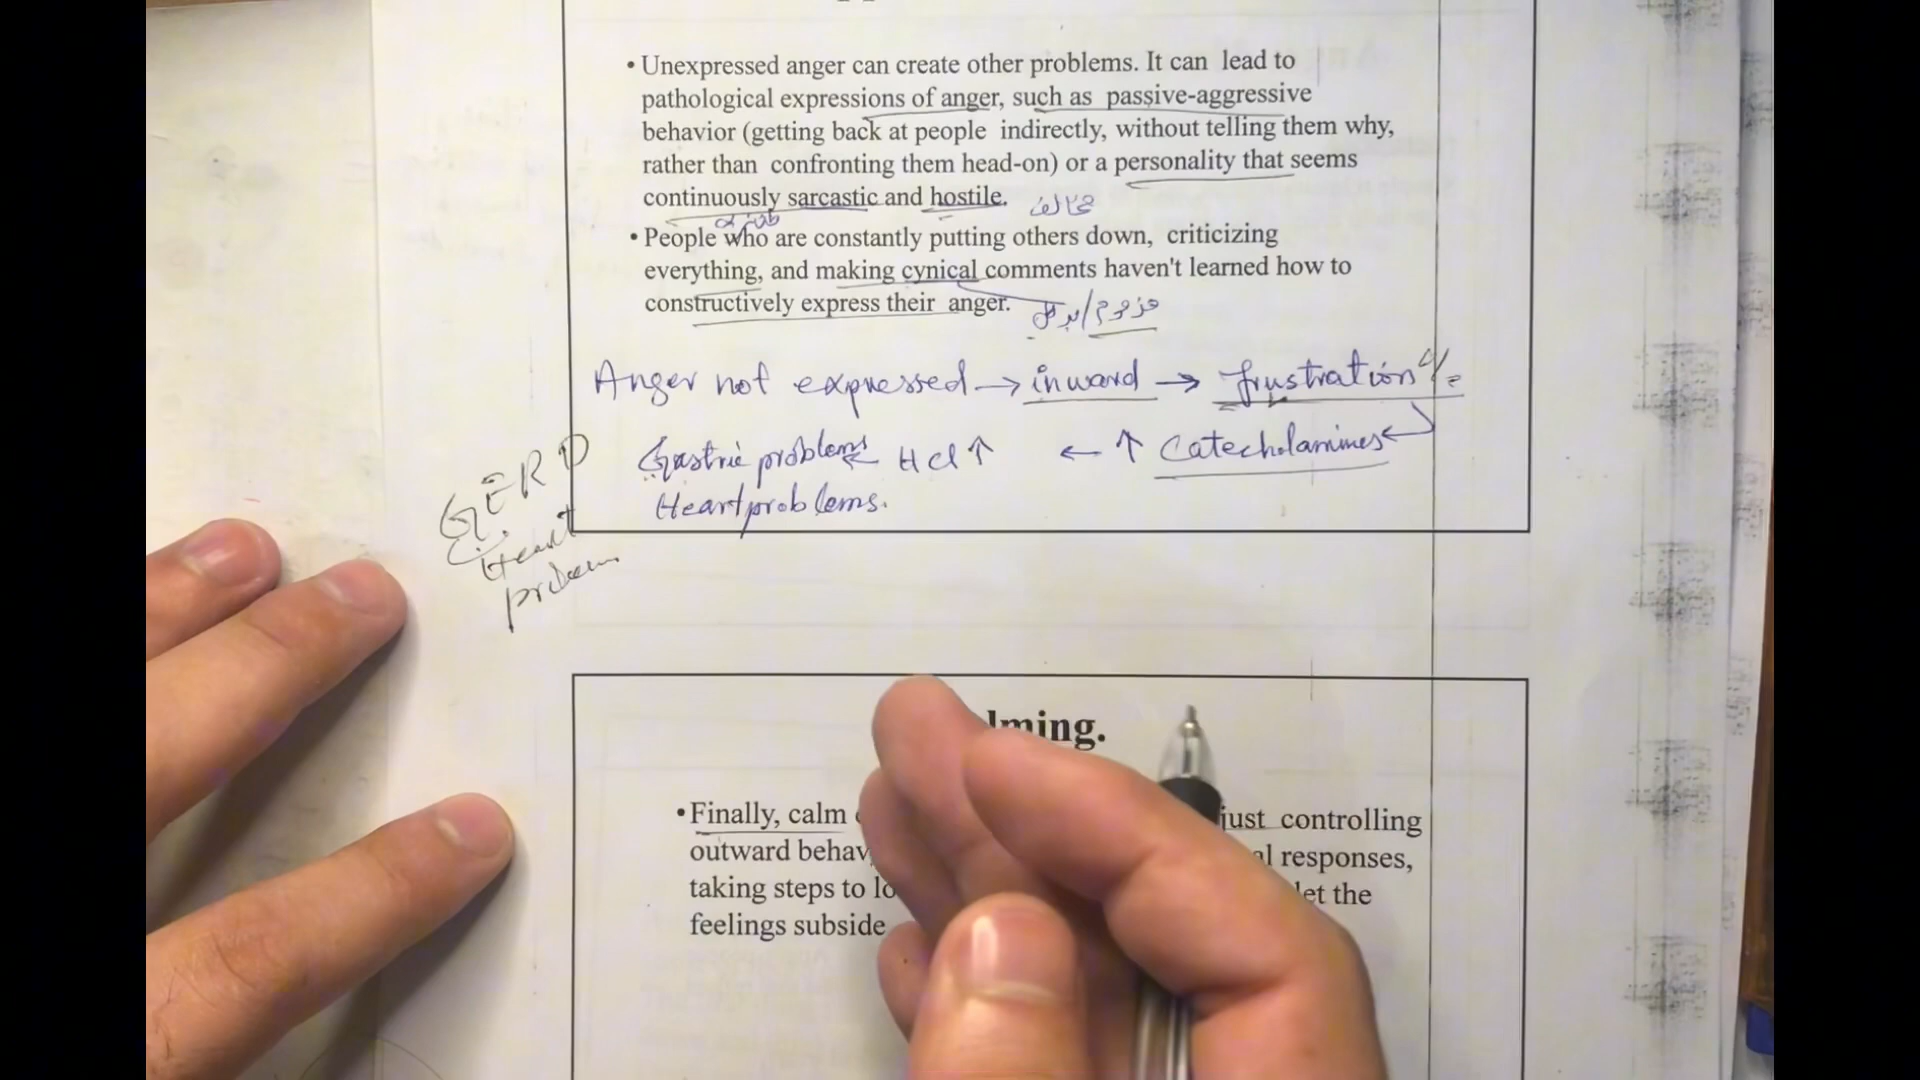 • Unexpressed anger can create other problems. It can lead to
pathological expressions of anger, such as passive-aggressive
behavior (getting back at people indirectly, without telling them why,
rather than confronting them head-on) or a personality that seems
continuously sarcastic and hostile.
• People who are constantly putting others down, criticizing
everything, and making cynical comments haven't learned how to
constructively express their anger.
Anger not expressed → inward → frustration
Gastric problems ← HCl ↑ ← ↑ Catecholamines ←
Heart problems.
GERD
Heart
problem
lming.
• Finally, calm just controlling
outward behav responses,
taking steps to lo let the
feelings subside